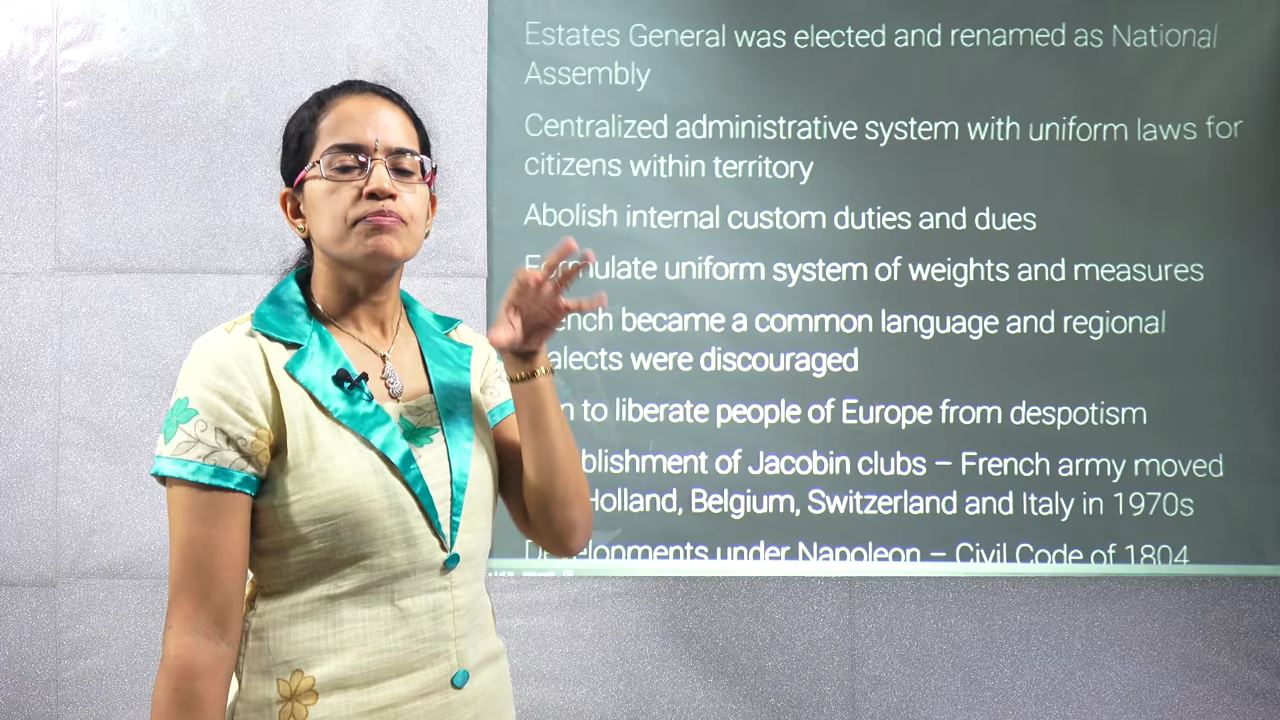 Estates General was elected and renamed as National
Assembly
Centralized administrative system with uniform laws for
citizens within territory
Abolish internal custom duties and dues
Formulate uniform system of weights and measures
ench became a common language and regional
alects were discouraged
to liberate people of Europe from despotism
blishment of Jacobin clubs – French army moved
Holland, Belgium, Switzerland and Italy in 1970s
Developments under Napoleon – Civil Code of 1804